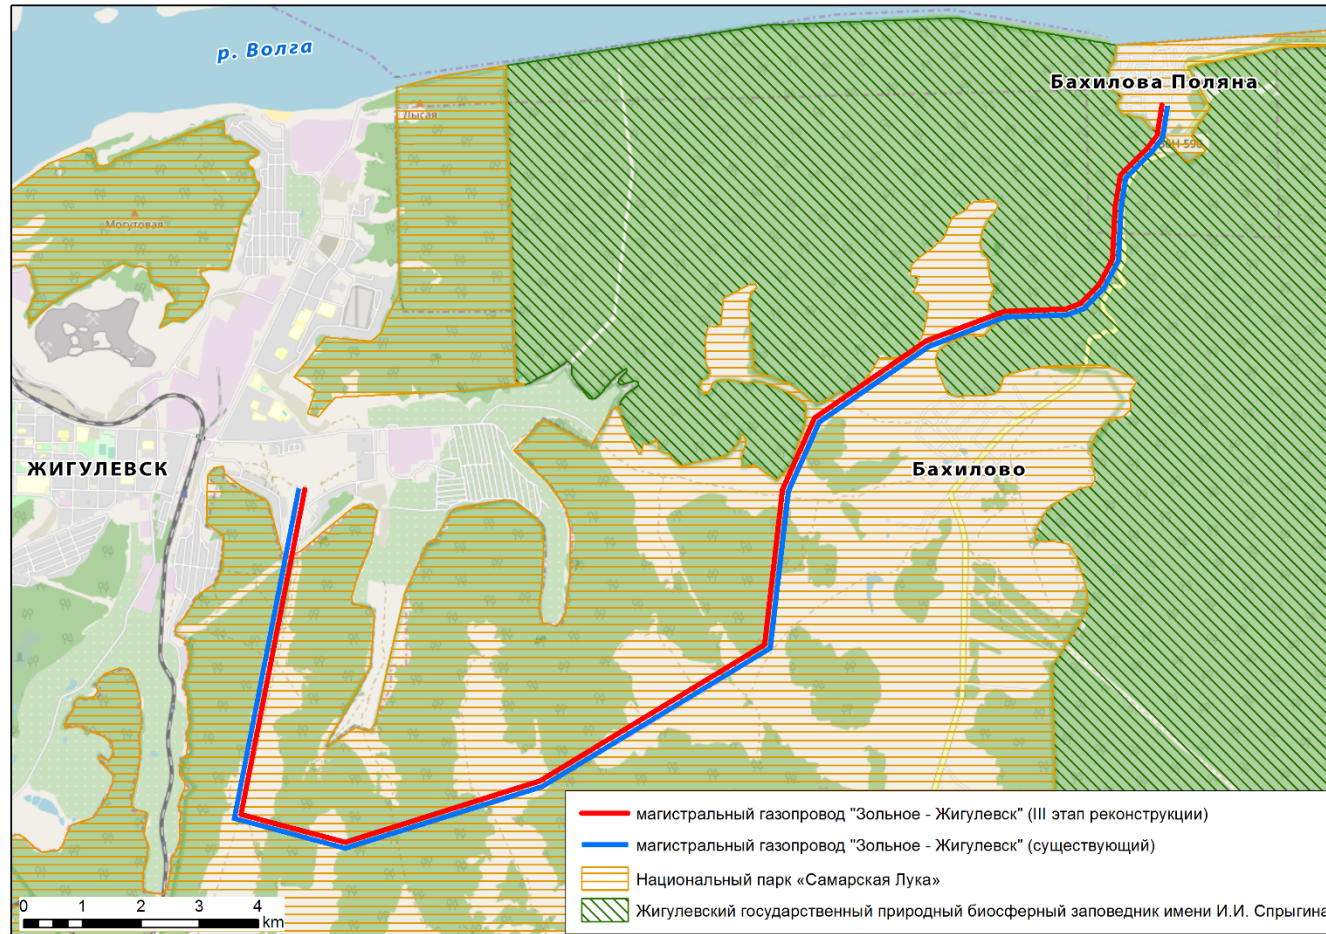 р. Волга
Бахилова Поляна
Лысая
Могутовая
ЖИГУЛЕВСК
Бахилово
магистральный газопровод "Зольное - Жигулевск" (III этап реконструкции)
магистральный газопровод "Зольное - Жигулевск" (существующий)
Национальный парк «Самарская Лука»
Жигулевский государственный природный биосферный заповедник имени И.И. Спрыгина
0 1 2 3 4
km